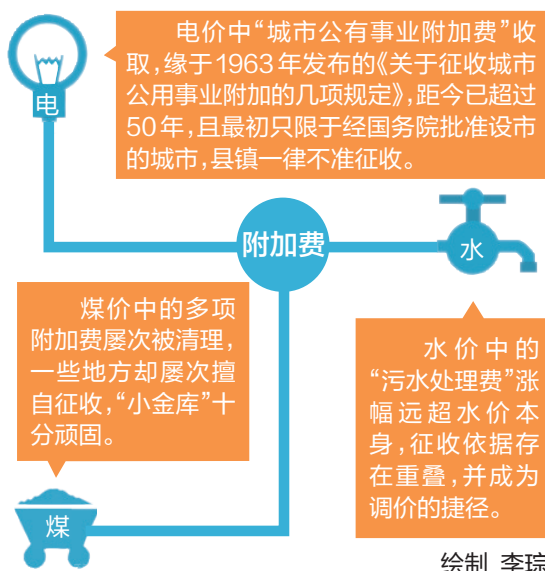 电价中“城市公有事业附加费”收
取,缘于1963年发布的《关于征收城市
公用事业附加的几项规定》,距今已超过
50年,且最初只限于经国务院批准设市
的城市,县镇一律不准征收。
电
附加费
水
煤价中的多项
附加费屡次被清理,
一些地方却屡次擅
自征收,“小金库”十
分顽固。
水价中的
“污水处理费”涨
幅远超水价本
身,征收依据存
在重叠,并成为
调价的捷径。
煤
绘制 李琮